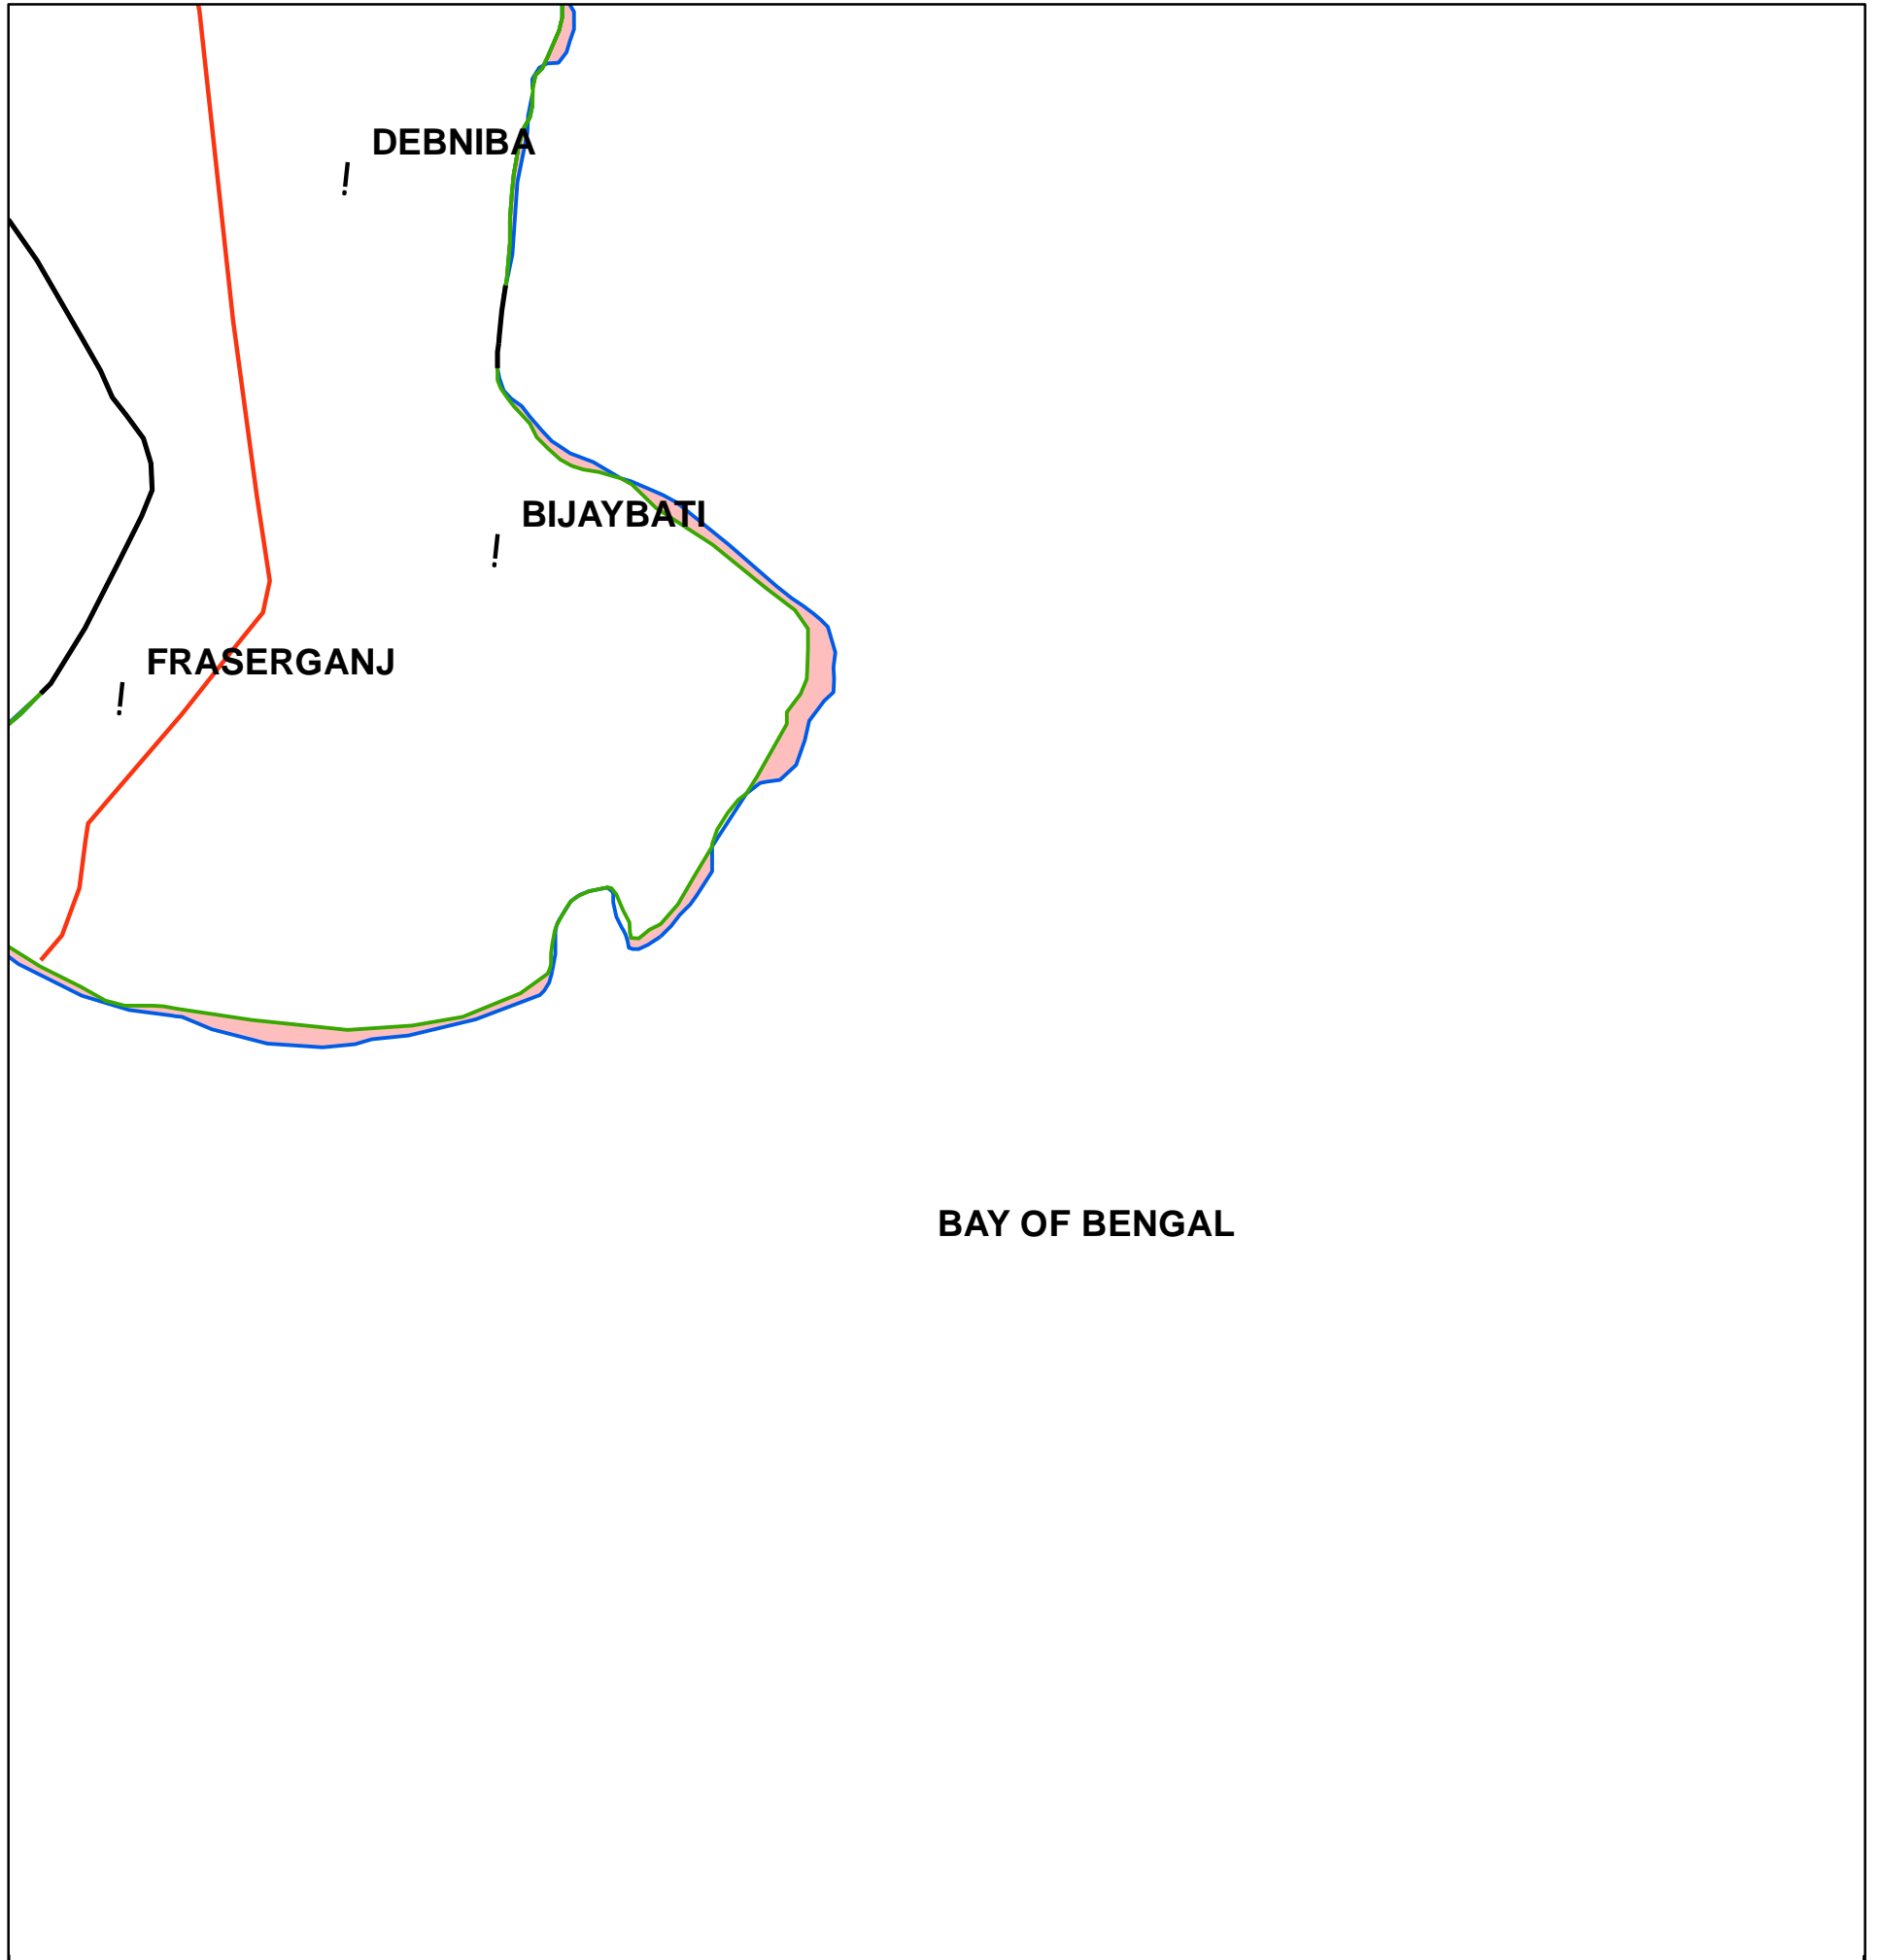 DEBNIBA
!
BIJAYBATI
!
FRASERGANJ
!
BAY OF BENGAL